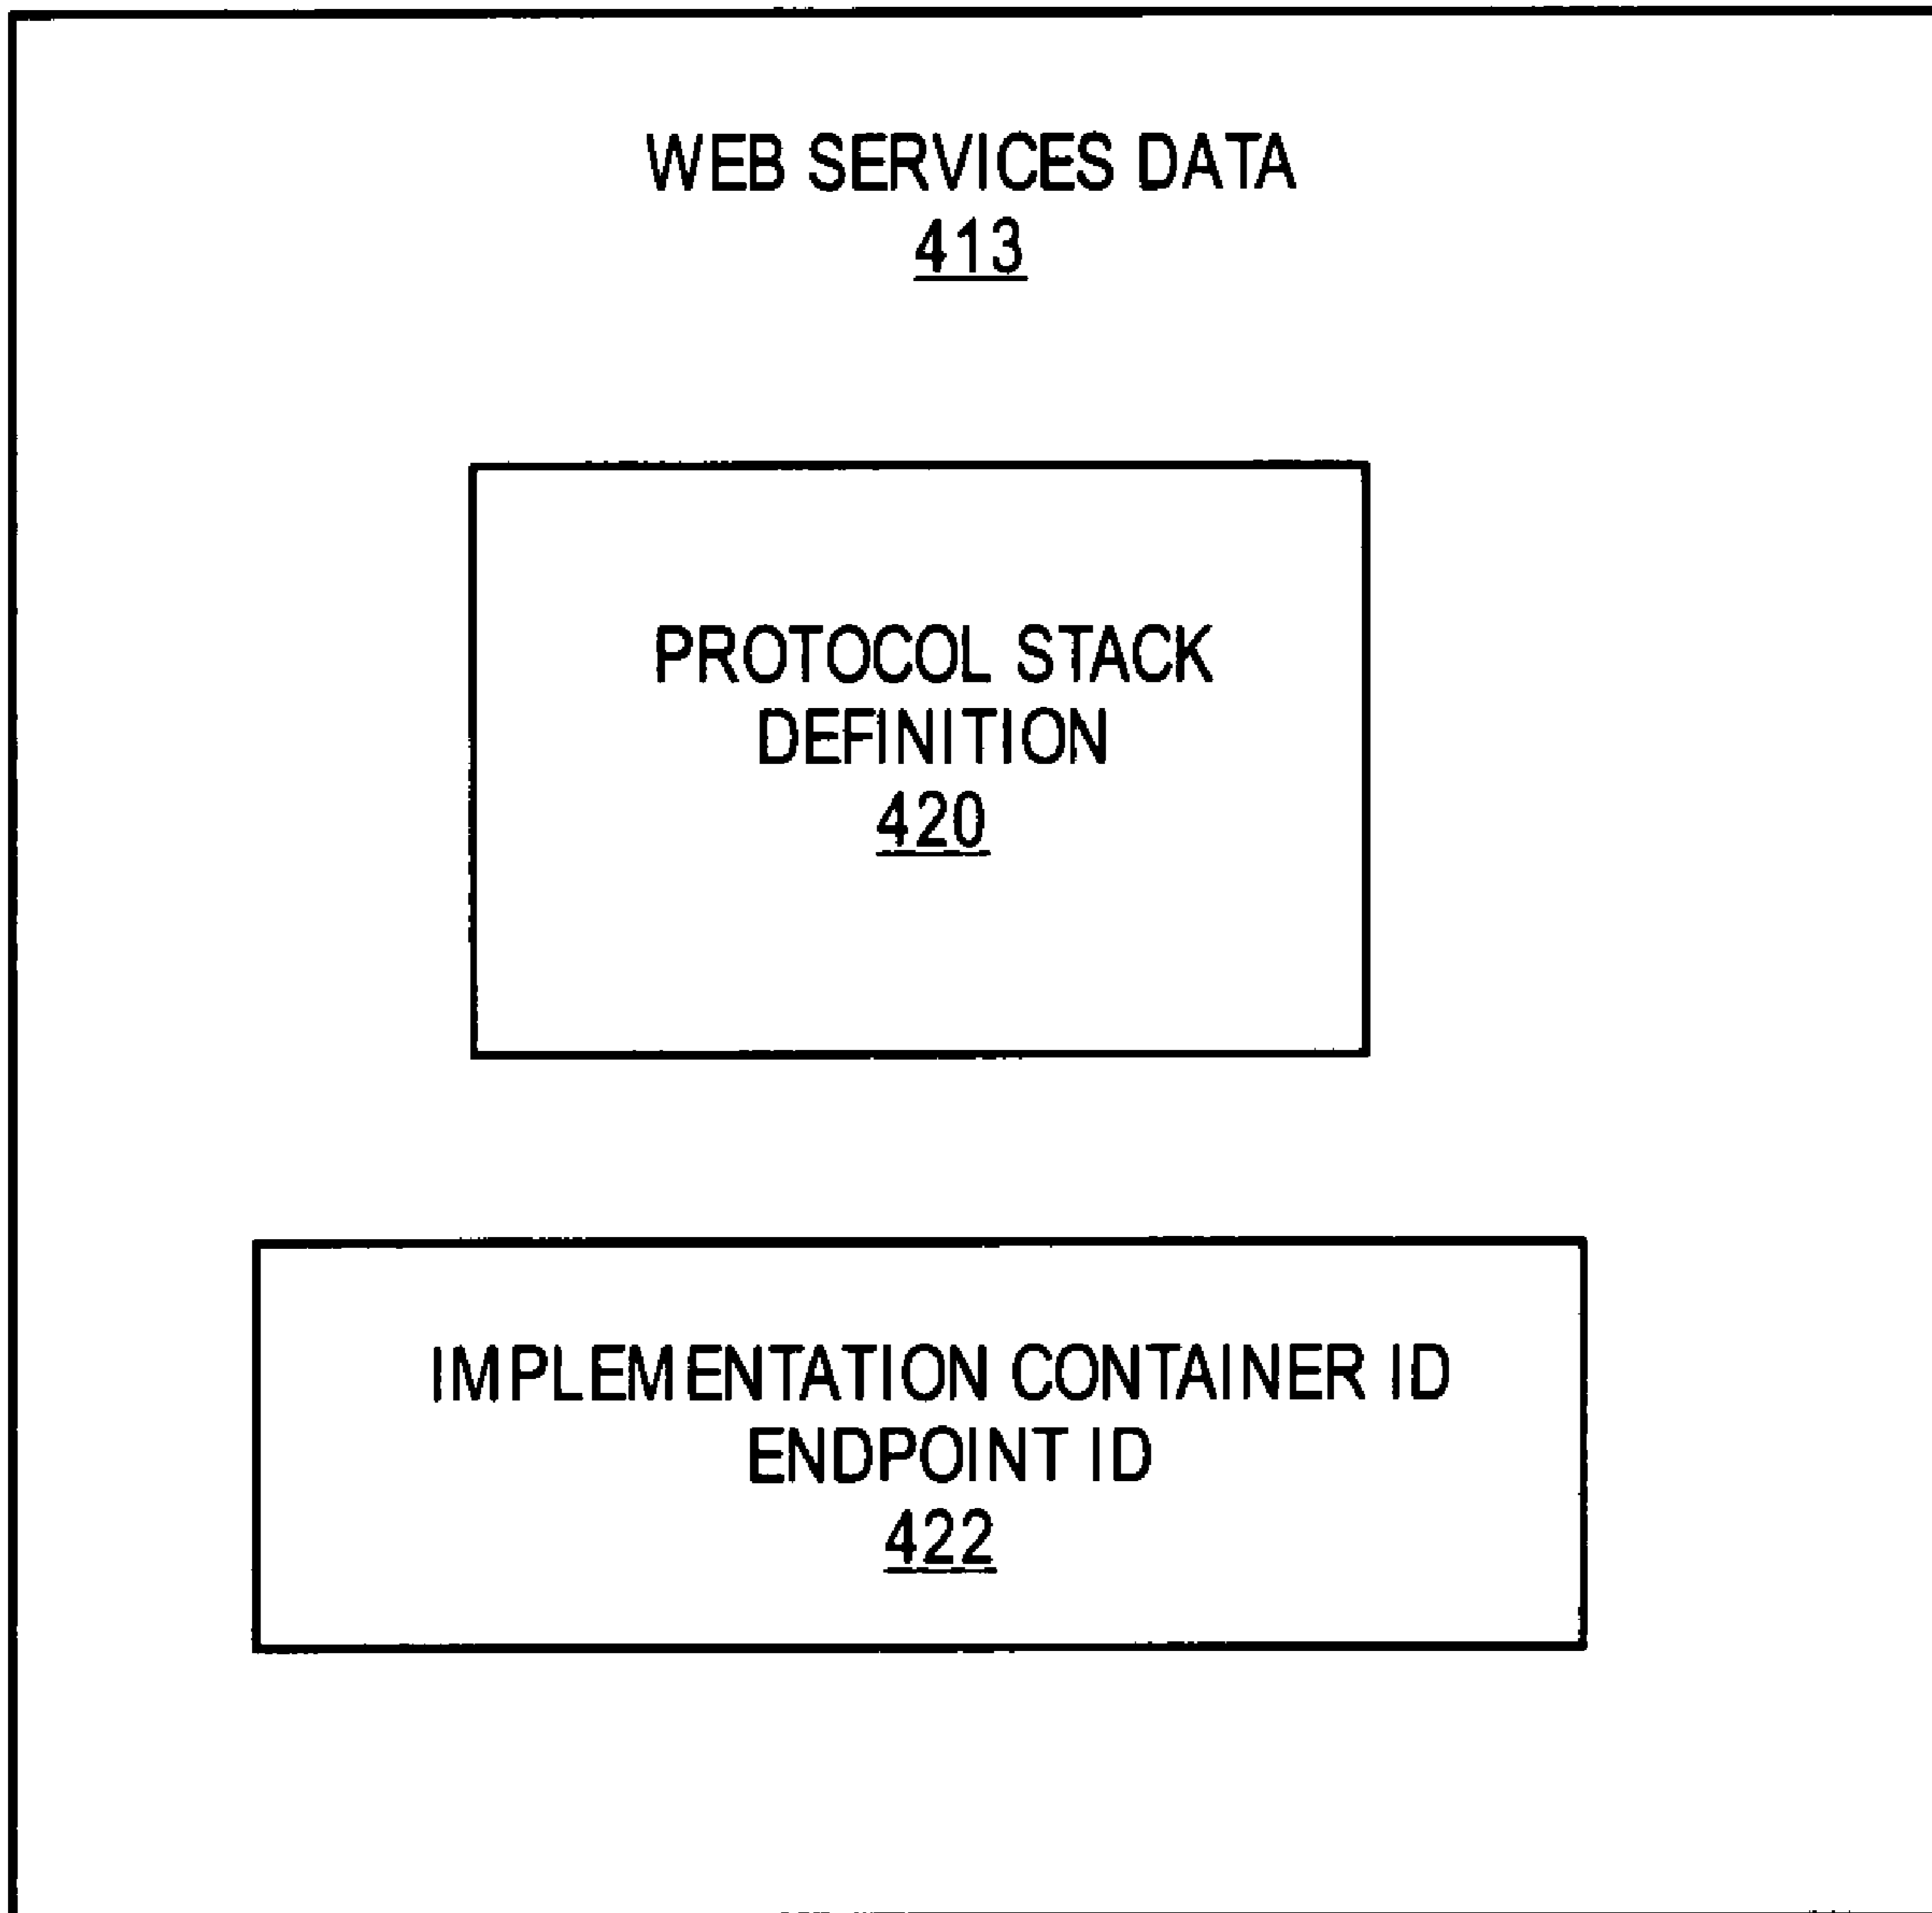 WEB SERVICES DATA
413
PROTOCOL STACK
DEFINITION
420
IMPLEMENTATION CONTAINER ID
ENDPOINT ID
422